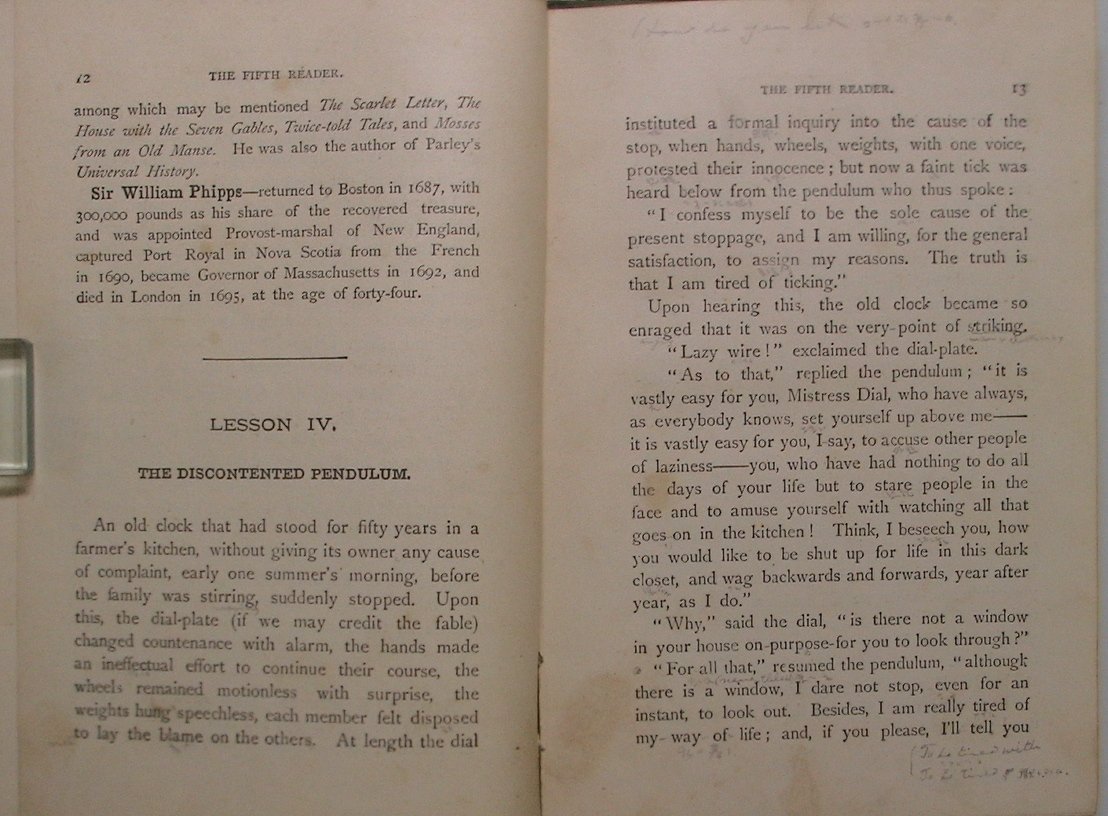 12 THE FIFTH READER.
among which may be mentioned The Scarlet Letter, The
House with the Seven Gables, Twice-told Tales, and Mosses
from an Old Manse. He was also the author of Parley's
Universal History.
Sir William Phipps—returned to Boston in 1687, with
300,000 pounds as his share of the recovered treasure,
and was appointed Provost-marshal of New England,
captured Port Royal in Nova Scotia from the French
in 1690, became Governor of Massachusetts in 1692, and
died in London in 1695, at the age of forty-four.
LESSON IV.
THE DISCONTENTED PENDULUM.
An old clock that had stood for fifty years in a
farmer's kitchen, without giving its owner any cause
of complaint, early one summer's morning, before
the family was stirring, suddenly stopped. Upon
this, the dial-plate (if we may credit the fable)
changed countenance with alarm, the hands made
an ineffectual effort to continue their course, the
wheels remained motionless with surprise, the
weights hung speechless, each member felt disposed
to lay the blame on the others. At length the dial
THE FIFTH READER. 13
instituted a formal inquiry into the cause of the
stop, when hands, wheels, weights, with one voice,
protested their innocence; but now a faint tick was
heard below from the pendulum who thus spoke:
"I confess myself to be the sole cause of the
present stoppage, and I am willing, for the general
satisfaction, to assign my reasons. The truth is
that I am tired of ticking."
Upon hearing this, the old clock became so
enraged that it was on the very-point of striking.
"Lazy wire!" exclaimed the dial-plate.
"As to that," replied the pendulum; "it is
vastly easy for you, Mistress Dial, who have always,
as everybody knows, set yourself up above me——
it is vastly easy for you, I say, to accuse other people
of laziness——you, who have had nothing to do all
the days of your life but to stare people in the
face and to amuse yourself with watching all that
goes on in the kitchen! Think, I beseech you, how
you would like to be shut up for life in this dark
closet, and wag backwards and forwards, year after
year, as I do."
"Why," said the dial, "is there not a window
in your house on-purpose-for you to look through?"
"For all that," resumed the pendulum, "although
there is a window, I dare not stop, even for an
instant, to look out. Besides, I am really tired of
my-way of-life; and, if you please, I'll tell you
To be tired with
To be tired of